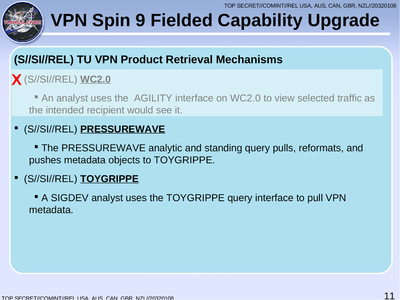 TOP SECRET//COMINT//REL USA, AUS, CAN, GBR, NZL//20320108
VPN Spin 9 Fielded Capability Upgrade
(S//SI//REL) TU VPN Product Retrieval Mechanisms
X (S//SI//REL) WC2.0
▪ An analyst uses the AGILITY interface on WC2.0 to view selected traffic as
the intended recipient would see it.
▪ (S//SI//REL) PRESSUREWAVE
▪ The PRESSUREWAVE analytic and standing query pulls, reformats, and
pushes metadata objects to TOYGRIPPE.
▪ (S//SI//REL) TOYGRIPPE
▪ A SIGDEV analyst uses the TOYGRIPPE query interface to pull VPN
metadata.
TOP SECRET//COMINT//REL USA, AUS, CAN, GBR, NZL//20320108
11